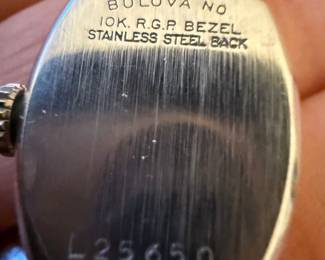 BULOVA NO
10K. R.G.P. BEZEL
STAINLESS STEEL BACK
L25650